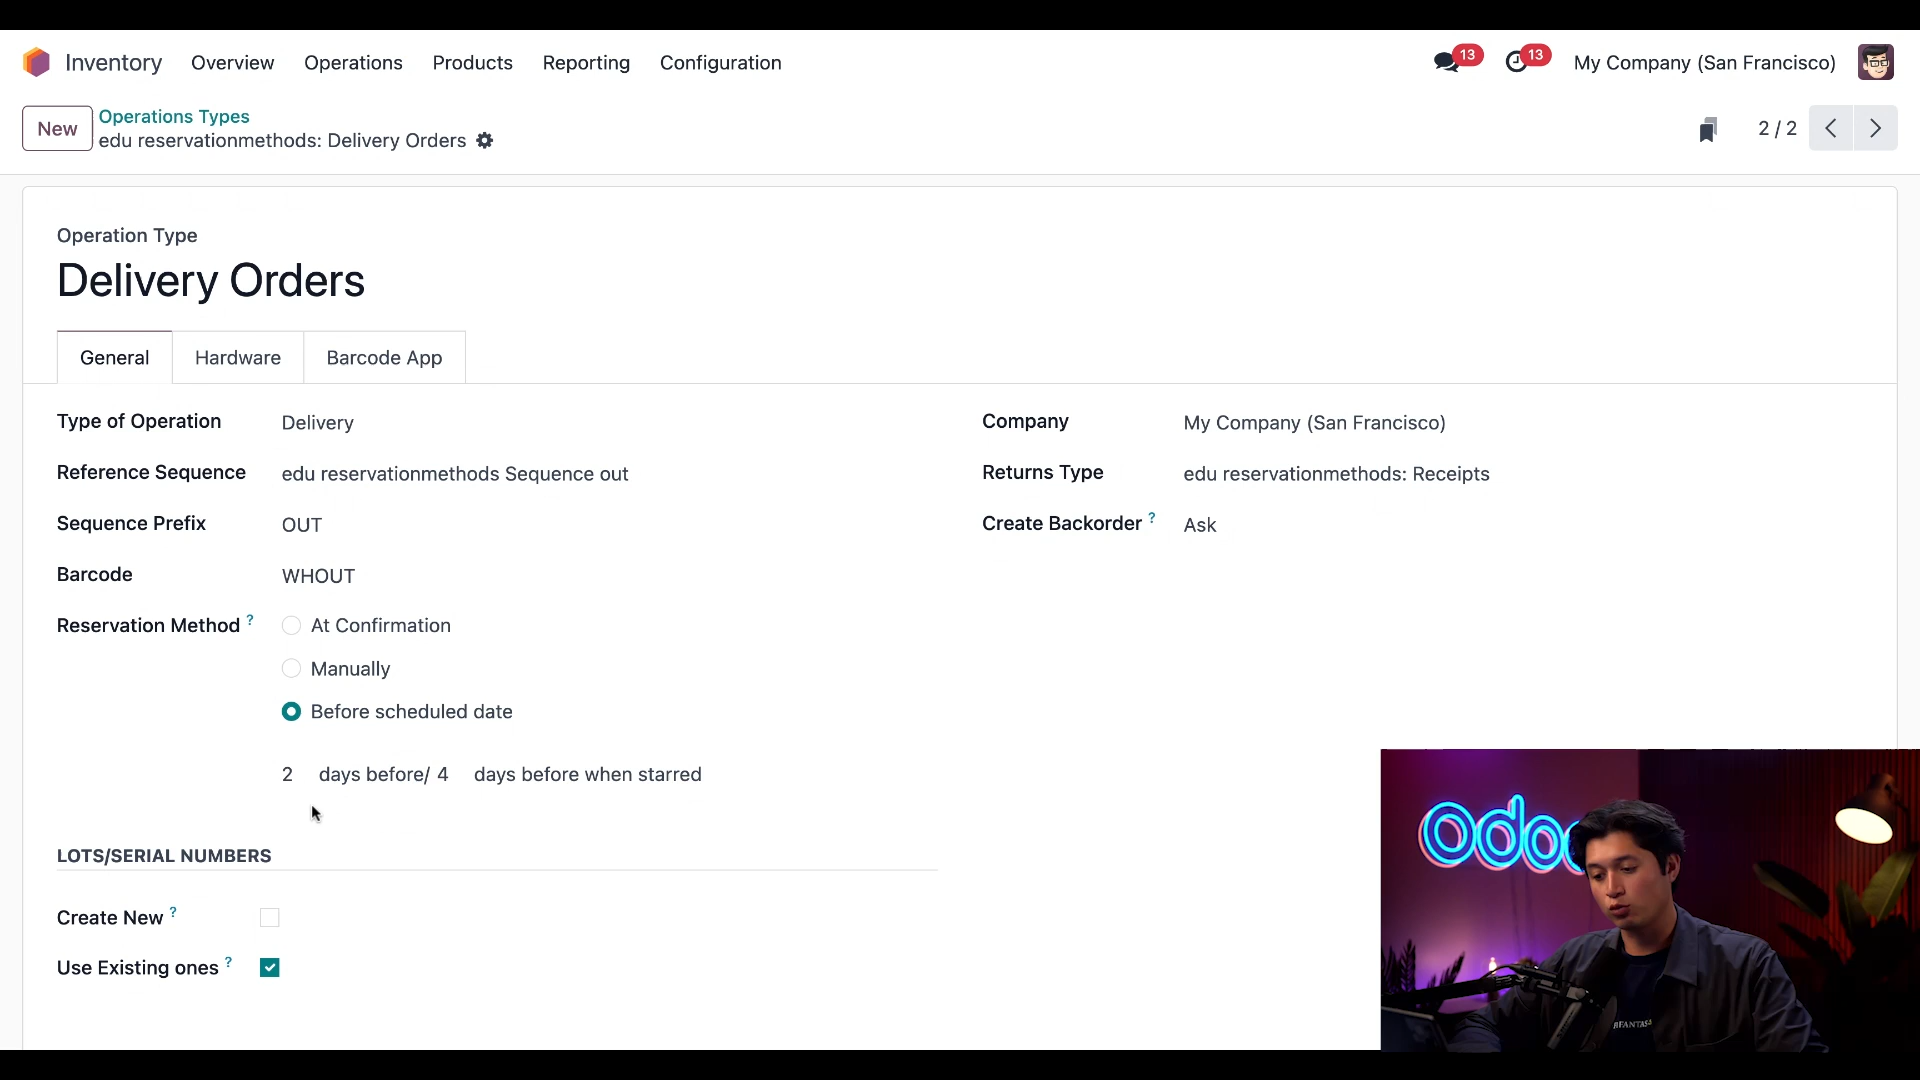 Inventory Overview Operations Products Reporting Configuration 13 13 My Company (San Francisco)
New Operations Types
edu reservationmethods: Delivery Orders 2 / 2
Operation Type
Delivery Orders
General Hardware Barcode App
Type of Operation Delivery Company My Company (San Francisco)
Reference Sequence edu reservationmethods Sequence out Returns Type edu reservationmethods: Receipts
Sequence Prefix OUT Create Backorder ? Ask
Barcode WHOUT
Reservation Method ? At Confirmation
Manually
Before scheduled date
2 days before/ 4 days before when starred
LOTS/SERIAL NUMBERS
Create New ?
Use Existing ones ?
odoo